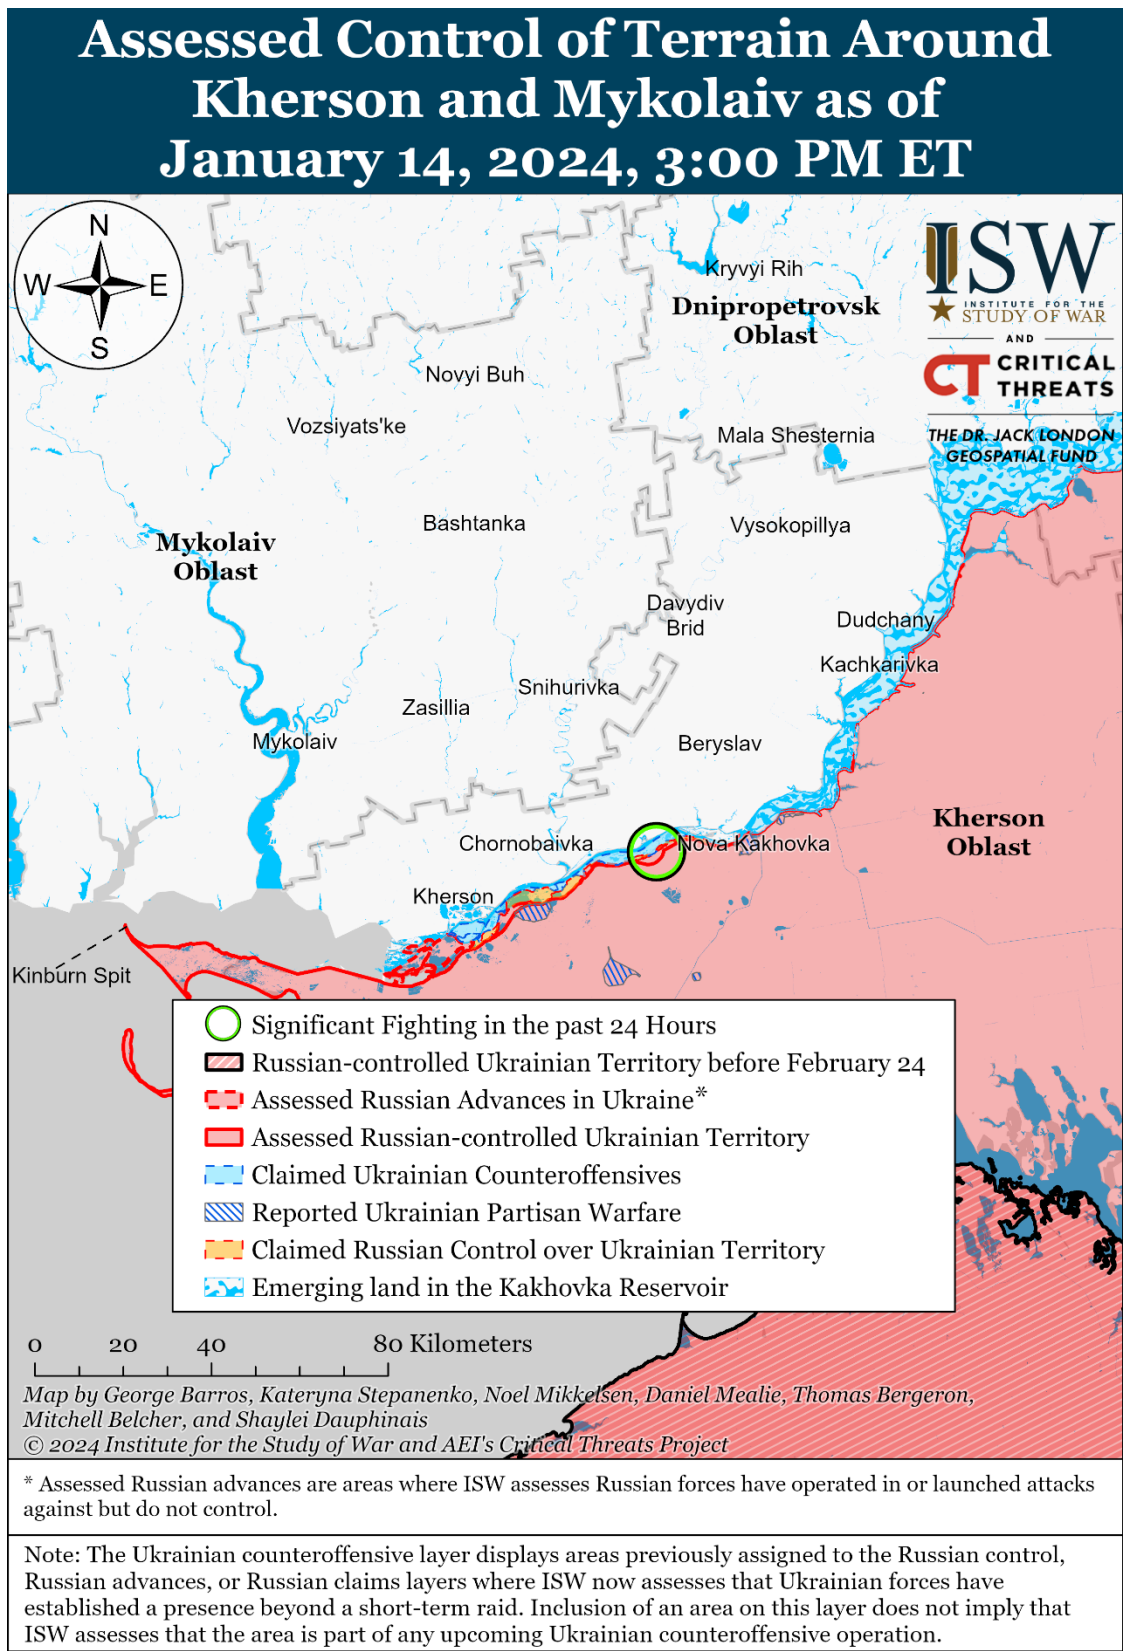 Assessed Control of Terrain Around
Kherson and Mykolaiv as of
January 14, 2024, 3:00 PM ET
N
W
E
S
ISW
INSTITUTE FOR THE
STUDY OF WAR
AND
CT CRITICAL
THREATS
THE DR. JACK LONDON
GEOSPATIAL FUND
Kryvyi Rih
Dnipropetrovsk
Oblast
Novyi Buh
Vozsiyats'ke
Mala Shesternia
Bashtanka
Vysokopillya
Mykolaiv
Oblast
Davydiv
Brid
Dudchany
Kachkarivka
Snihurivka
Zasillia
Mykolaiv
Beryslav
Kherson
Oblast
Chornobaivka
Nova Kakhovka
Kherson
Kinburn Spit
Significant Fighting in the past 24 Hours
Russian-controlled Ukrainian Territory before February 24
Assessed Russian Advances in Ukraine*
Assessed Russian-controlled Ukrainian Territory
Claimed Ukrainian Counteroffensives
Reported Ukrainian Partisan Warfare
Claimed Russian Control over Ukrainian Territory
Emerging land in the Kakhovka Reservoir
0 20 40 80 Kilometers
Map by George Barros, Kateryna Stepanenko, Noel Mikkelsen, Daniel Mealie, Thomas Bergeron,
Mitchell Belcher, and Shaylei Dauphinais
© 2024 Institute for the Study of War and AEI's Critical Threats Project
* Assessed Russian advances are areas where ISW assesses Russian forces have operated in or launched attacks
against but do not control.
Note: The Ukrainian counteroffensive layer displays areas previously assigned to the Russian control,
Russian advances, or Russian claims layers where ISW now assesses that Ukrainian forces have
established a presence beyond a short-term raid. Inclusion of an area on this layer does not imply that
ISW assesses that the area is part of any upcoming Ukrainian counteroffensive operation.